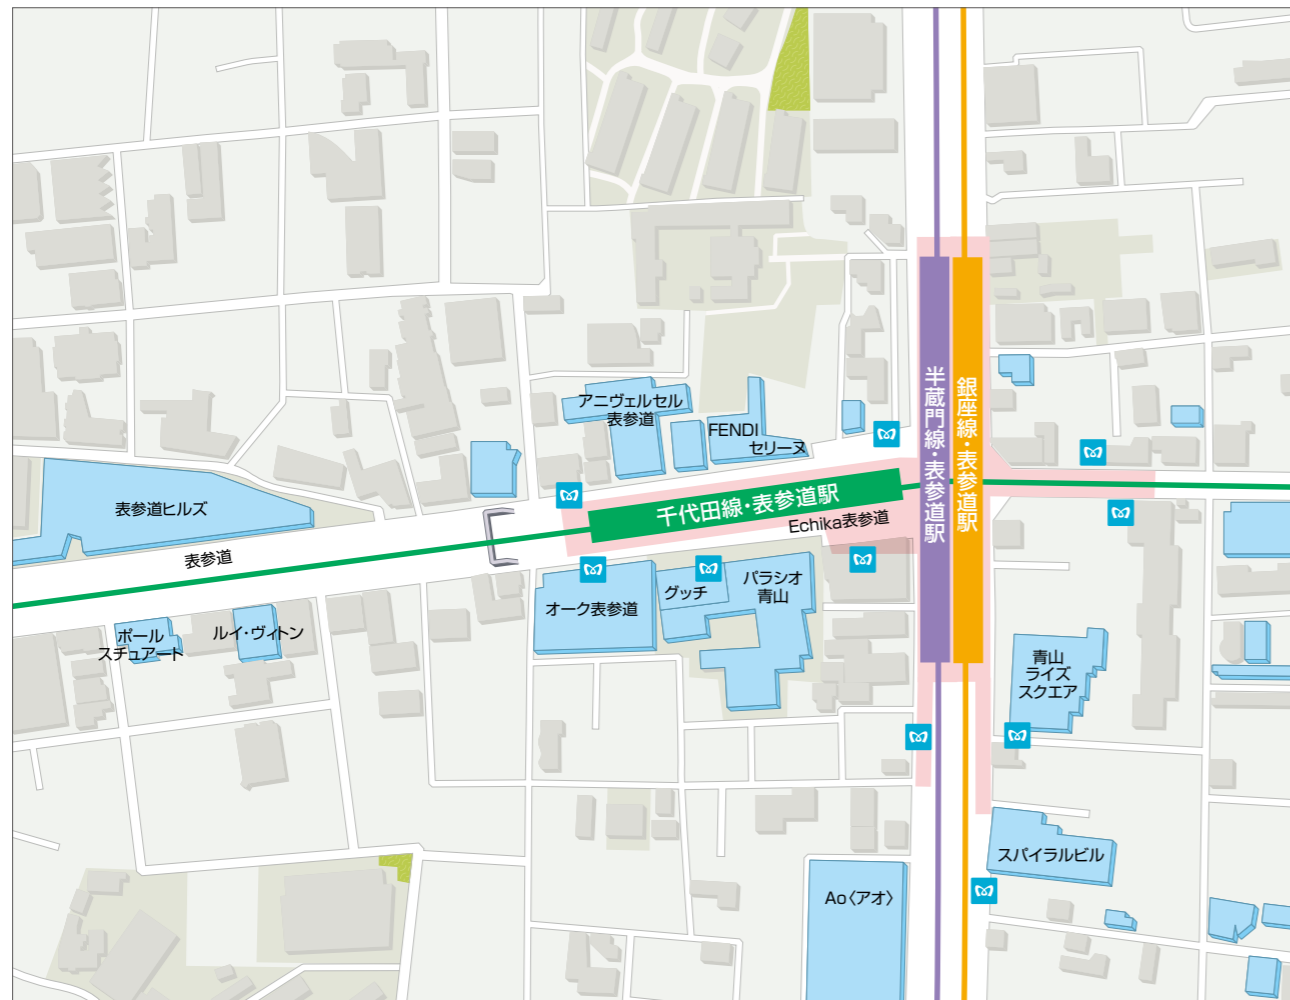 半蔵門線・表参道駅
銀座線・表参道駅
アニヴェルセル
表参道
FENDI
セリーヌ
千代田線・表参道駅
Echika表参道
表参道ヒルズ
表参道
オーク表参道
グッチ
パラシオ
青山
ポール
スチュアート
ルイ・ヴィトン
青山
ライズ
スクエア
スパイラルビル
Ao〈アオ〉